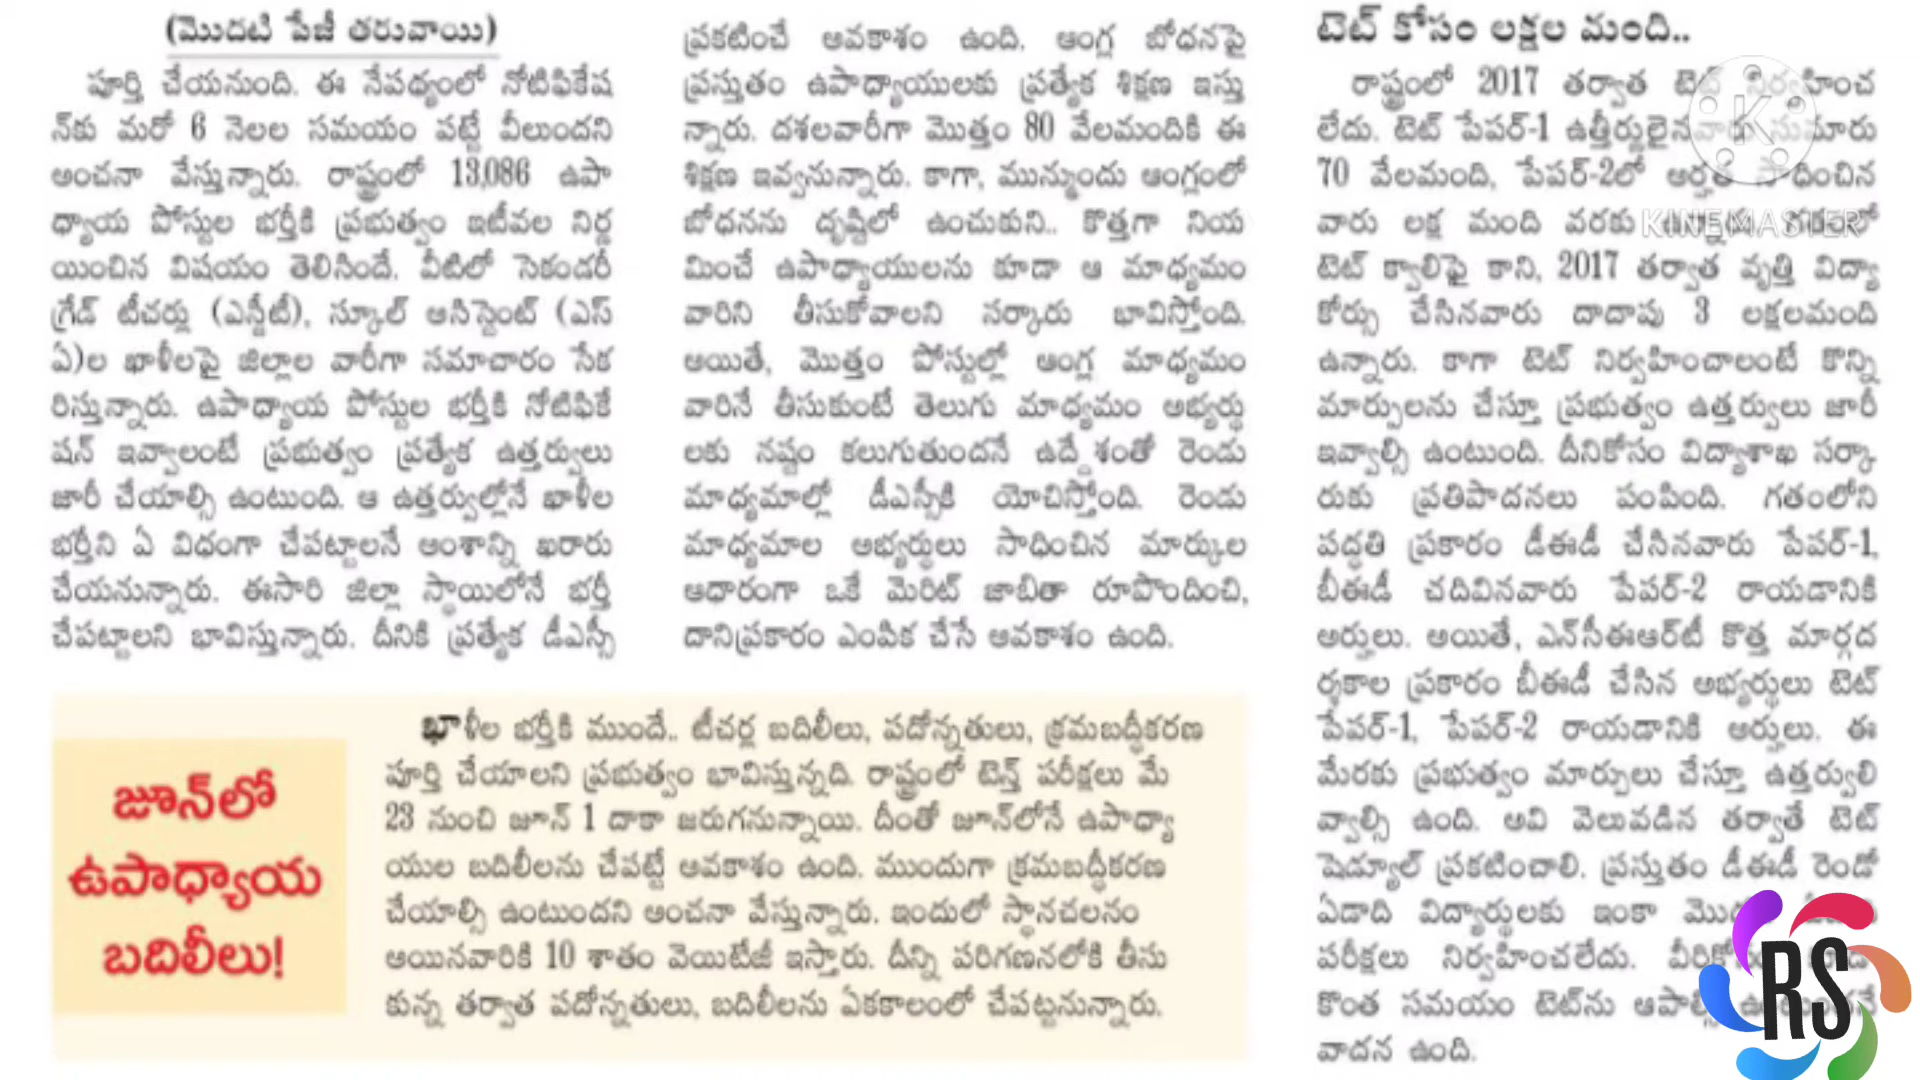 (మొదటి పేజీ తరువాయి)
పూర్తి చేయనుంది. ఈ నేపథ్యంలో నోటిఫికేష
న్‌కు మరో 6 నెలల సమయం పట్టే వీలుందని
అంచనా వేస్తున్నారు. రాష్ట్రంలో 13,086 ఉపా
ధ్యాయ పోస్టుల భర్తీకి ప్రభుత్వం ఇటీవల నిర్ణ
యించిన విషయం తెలిసిందే. వీటిలో సెకండరీ
గ్రేడ్ టీచర్లు (ఎస్జీటీ), స్కూల్ అసిస్టెంట్ (ఎస్
ఏ)ల ఖాళీలపై జిల్లాల వారీగా సమాచారం సేక
రిస్తున్నారు. ఉపాధ్యాయ పోస్టుల భర్తీకి నోటిఫికే
షన్ ఇవ్వాలంటే ప్రభుత్వం ప్రత్యేక ఉత్తర్వులు
జారీ చేయాల్సి ఉంటుంది. ఆ ఉత్తర్వుల్లోనే ఖాళీల
భర్తీని ఏ విధంగా చేపట్టాలనే అంశాన్ని ఖరారు
చేయనున్నారు. ఈసారి జిల్లా స్థాయిలోనే భర్తీ
చేపట్టాలని భావిస్తున్నారు. దీనికి ప్రత్యేక డీఎస్సీ
ప్రకటించే అవకాశం ఉంది. ఆంగ్ల బోధనపై
ప్రస్తుతం ఉపాధ్యాయులకు ప్రత్యేక శిక్షణ ఇస్తు
న్నారు. దశలవారీగా మొత్తం 80 వేలమందికి ఈ
శిక్షణ ఇవ్వనున్నారు. కాగా, మున్ముందు ఆంగ్లంలో
బోధనను దృష్టిలో ఉంచుకుని.. కొత్తగా నియ
మించే ఉపాధ్యాయులను కూడా ఆ మాధ్యమం
వారిని తీసుకోవాలని సర్కారు భావిస్తోంది.
అయితే, మొత్తం పోస్టుల్లో ఆంగ్ల మాధ్యమం
వారినే తీసుకుంటే తెలుగు మాధ్యమం అభ్యర్థు
లకు నష్టం కలుగుతుందనే ఉద్దేశంతో రెండు
మాధ్యమాల్లో డీఎస్సీకి యోచిస్తోంది. రెండు
మాధ్యమాల అభ్యర్థులు సాధించిన మార్కుల
ఆధారంగా ఒకే మెరిట్ జాబితా రూపొందించి,
దానిప్రకారం ఎంపిక చేసే అవకాశం ఉంది.
జూన్‌లో
ఉపాధ్యాయ
బదిలీలు!
ఖాళీల భర్తీకి ముందే.. టీచర్ల బదిలీలు, పదోన్నతులు, క్రమబద్ధీకరణ
పూర్తి చేయాలని ప్రభుత్వం భావిస్తున్నది. రాష్ట్రంలో టెన్త్ పరీక్షలు మే
23 నుంచి జూన్ 1 దాకా జరుగనున్నాయి. దీంతో జూన్‌లోనే ఉపాధ్యా
యుల బదిలీలను చేపట్టే అవకాశం ఉంది. ముందుగా క్రమబద్ధీకరణ
చేయాల్సి ఉంటుందని అంచనా వేస్తున్నారు. ఇందులో స్థానచలనం
అయినవారికి 10 శాతం వెయిటేజీ ఇస్తారు. దీన్ని పరిగణనలోకి తీసు
కున్న తర్వాత పదోన్నతులు, బదిలీలను ఏకకాలంలో చేపట్టనున్నారు.
టెట్ కోసం లక్షల మంది..
రాష్ట్రంలో 2017 తర్వాత టెట్ నిర్వహించ
లేదు. టెట్ పేపర్-1 ఉత్తీర్ణులైనవారు సుమారు
70 వేలమంది, పేపర్-2లో అర్హత సాధించిన
వారు లక్ష మంది వరకు
టెట్ క్వాలిఫై కాని, 2017 తర్వాత వృత్తి విద్యా
కోర్సు చేసినవారు దాదాపు 3 లక్షలమంది
ఉన్నారు. కాగా టెట్ నిర్వహించాలంటే కొన్ని
మార్పులను చేస్తూ ప్రభుత్వం ఉత్తర్వులు జారీ
ఇవ్వాల్సి ఉంటుంది. దీనికోసం విద్యాశాఖ సర్కా
రుకు ప్రతిపాదనలు పంపింది. గతంలోని
పద్ధతి ప్రకారం డీఈడీ చేసినవారు పేపర్-1,
బీఈడీ చదివినవారు పేపర్-2 రాయడానికి
అర్హులు. అయితే, ఎన్‌సీఈఆర్‌టీ కొత్త మార్గద
ర్శకాల ప్రకారం బీఈడీ చేసిన అభ్యర్థులు టెట్
పేపర్-1, పేపర్-2 రాయడానికి అర్హులు. ఈ
మేరకు ప్రభుత్వం మార్పులు చేస్తూ ఉత్తర్వులి
వ్వాల్సి ఉంది. అవి వెలువడిన తర్వాతే టెట్
షెడ్యూల్ ప్రకటించాలి. ప్రస్తుతం డీఈడీ రెండో
ఏడాది విద్యార్థులకు ఇంకా
పరీక్షలు నిర్వహించలేదు.
కొంత సమయం టెట్‌ను
వాదన ఉంది.
KINEMASTER
RS